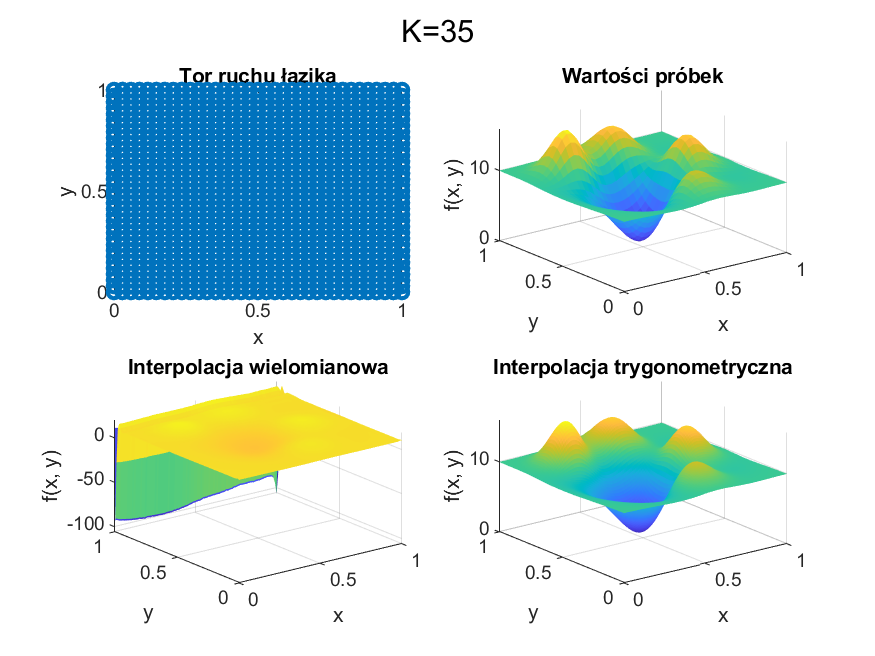 K=35
Tor ruchu łazika
1
0.5
0
y
0
0.5
1
x
Wartości próbek
10
0
f(x, y)
1
0.5
0
y
0
0.5
1
x
Interpolacja wielomianowa
0
-50
-100
f(x, y)
1
0.5
0
y
0
0.5
1
x
Interpolacja trygonometryczna
10
0
f(x, y)
1
0.5
0
y
0
0.5
1
x